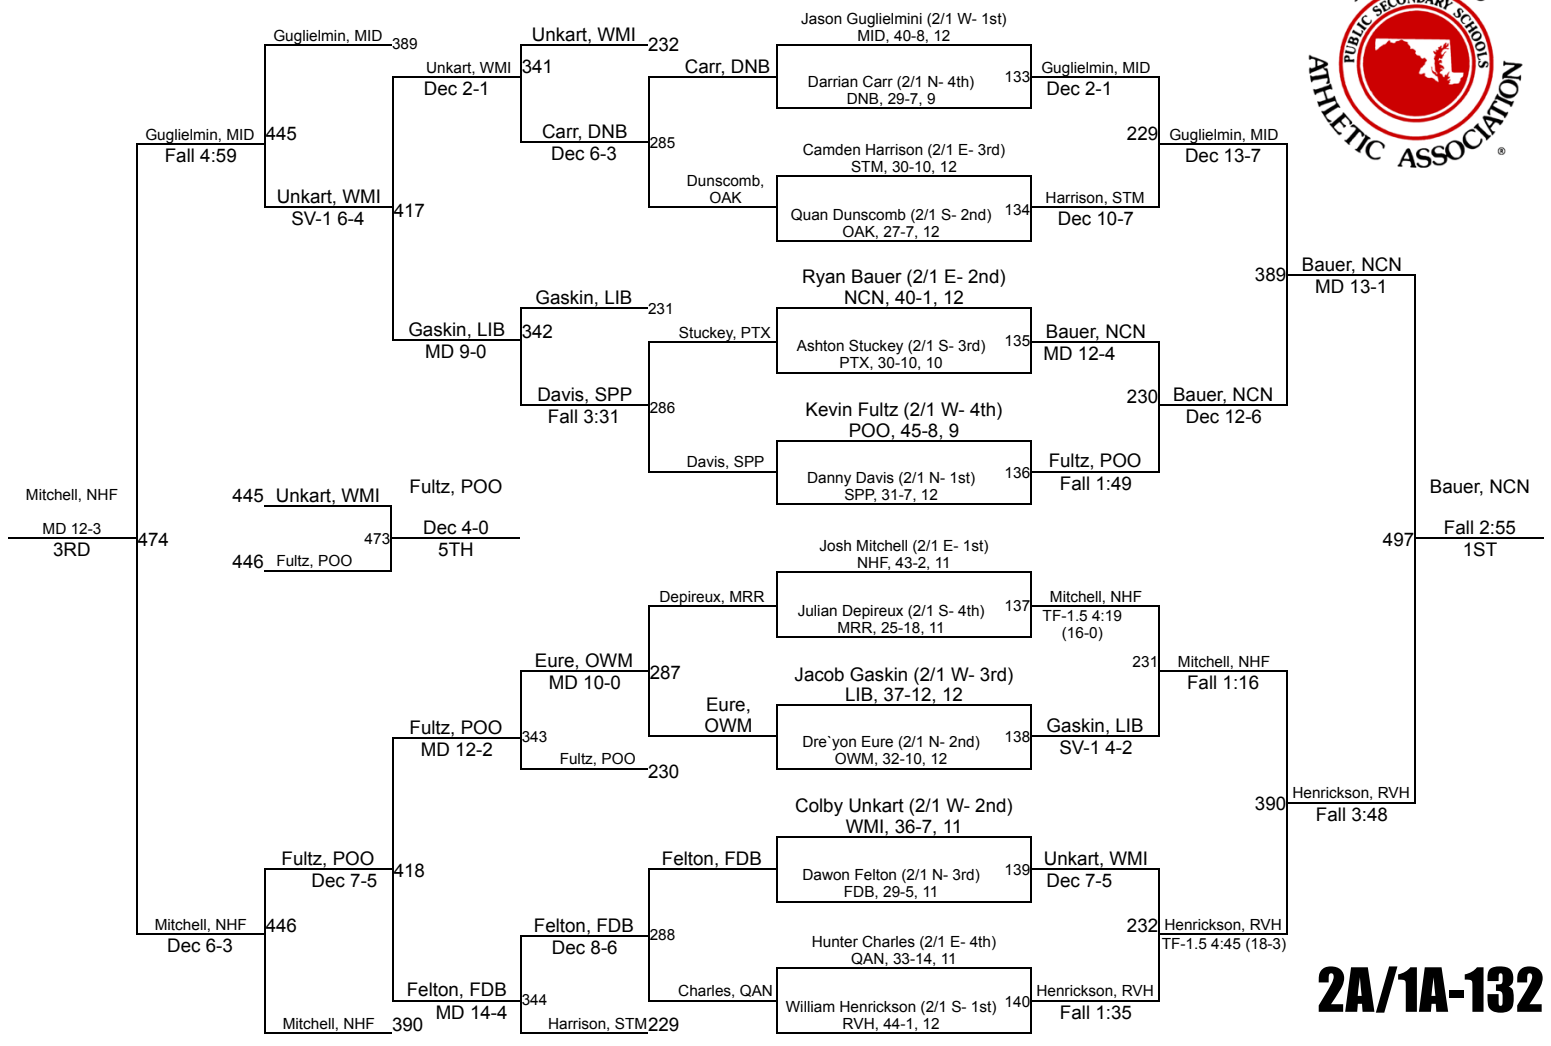 PUBLIC SECONDARY SCHOOLS
ATHLETIC ASSOCIATION
®
Guglielmin, MID
389
Unkart, WMI
232
Jason Guglielmini (2/1 W- 1st)
MID, 40-8, 12
Unkart, WMI
341
Dec 2-1
Carr, DNB
Darrian Carr (2/1 N- 4th)
DNB, 29-7, 9
133
Guglielmin, MID
Dec 2-1
Guglielmin, MID
Fall 4:59
445
Carr, DNB
Dec 6-3
285
229
Guglielmin, MID
Dec 13-7
Camden Harrison (2/1 E- 3rd)
STM, 30-10, 12
Unkart, WMI
SV-1 6-4
417
Dunscomb,
OAK
Quan Dunscomb (2/1 S- 2nd)
OAK, 27-7, 12
134
Harrison, STM
Dec 10-7
Ryan Bauer (2/1 E- 2nd)
NCN, 40-1, 12
389
Bauer, NCN
MD 13-1
Gaskin, LIB
231
Gaskin, LIB
MD 9-0
342
Stuckey, PTX
Ashton Stuckey (2/1 S- 3rd)
PTX, 30-10, 10
135
Bauer, NCN
MD 12-4
Davis, SPP
Fall 3:31
286
230
Bauer, NCN
Dec 12-6
Kevin Fultz (2/1 W- 4th)
POO, 45-8, 9
Davis, SPP
Danny Davis (2/1 N- 1st)
SPP, 31-7, 12
136
Fultz, POO
Fall 1:49
Mitchell, NHF
MD 12-3
3RD
474
445
Unkart, WMI
446
Fultz, POO
473
Fultz, POO
Dec 4-0
5TH
Bauer, NCN
497
Fall 2:55
1ST
Josh Mitchell (2/1 E- 1st)
NHF, 43-2, 11
Depireux, MRR
Julian Depireux (2/1 S- 4th)
MRR, 25-18, 11
137
Mitchell, NHF
TF-1.5 4:19
(16-0)
Eure, OWM
MD 10-0
287
231
Mitchell, NHF
Fall 1:16
Jacob Gaskin (2/1 W- 3rd)
LIB, 37-12, 12
Eure,
OWM
Dre`yon Eure (2/1 N- 2nd)
OWM, 32-10, 12
138
Gaskin, LIB
SV-1 4-2
Fultz, POO
MD 12-2
343
Fultz, POO
230
Colby Unkart (2/1 W- 2nd)
WMI, 36-7, 11
390
Henrickson, RVH
Fall 3:48
Fultz, POO
Dec 7-5
418
Felton, FDB
Dawon Felton (2/1 N- 3rd)
FDB, 29-5, 11
139
Unkart, WMI
Dec 7-5
Mitchell, NHF
Dec 6-3
446
Felton, FDB
Dec 8-6
288
232
Henrickson, RVH
TF-1.5 4:45 (18-3)
Hunter Charles (2/1 E- 4th)
QAN, 33-14, 11
Felton, FDB
MD 14-4
344
Charles, QAN
William Henrickson (2/1 S- 1st)
RVH, 44-1, 12
140
Henrickson, RVH
Fall 1:35
Mitchell, NHF
390
Harrison, STM
229
2A/1A-132